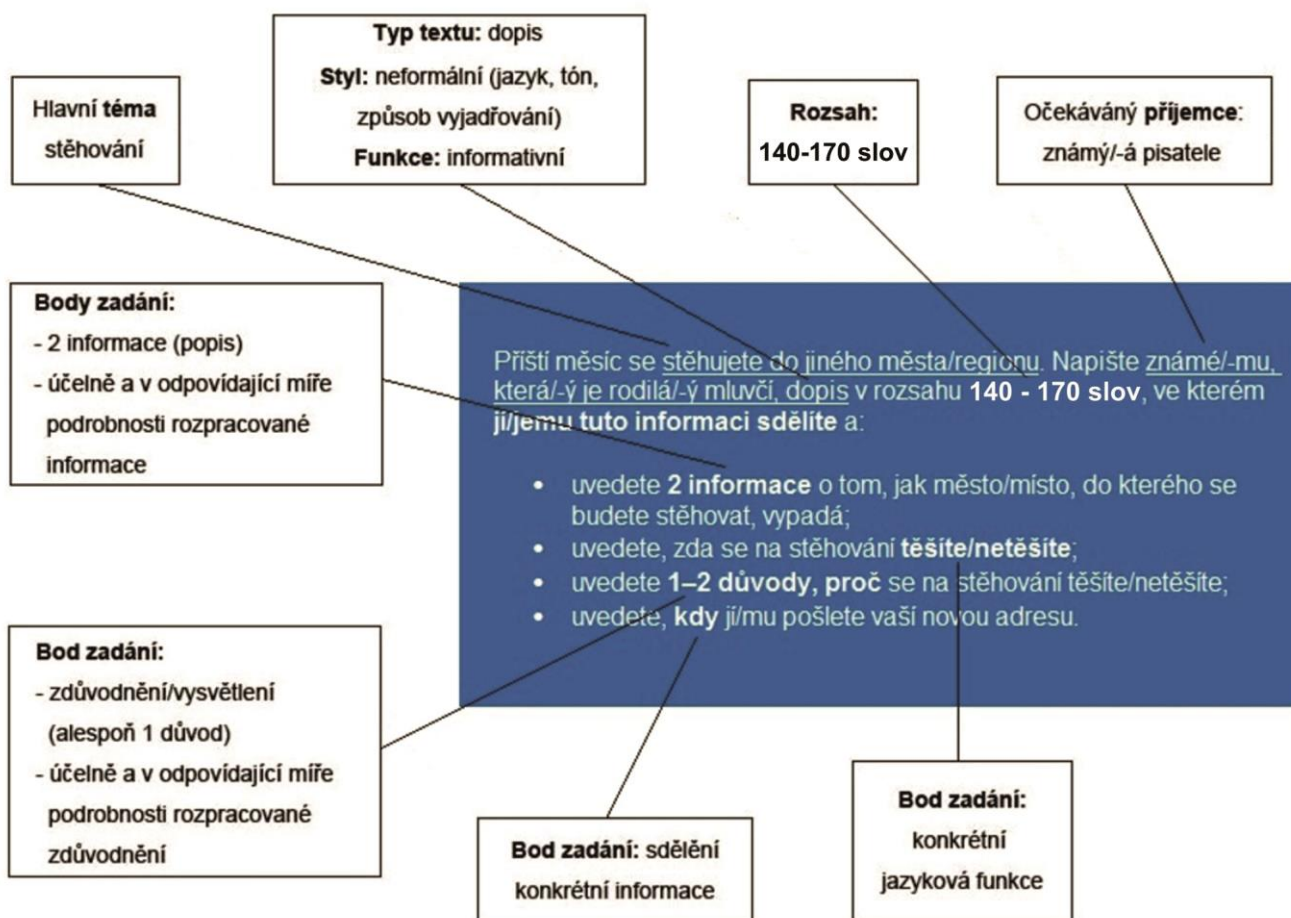 Typ textu: dopis
Styl: neformální (jazyk, tón,
způsob vyjadřování)
Funkce: informativní
Hlavní téma
stěhování
Rozsah:
140-170 slov
Očekáváný příjemce:
známý/-á pisatele
Body zadání:
- 2 informace (popis)
- účelně a v odpovídající míře
podrobnosti rozpracované
informace
Příští měsíc se stěhujete do jiného města/regionu. Napište známé/-mu,
která/-ý je rodilá/-ý mluvčí, dopis v rozsahu 140 - 170 slov, ve kterém
jí/jemu tuto informaci sdělíte a:
• uvedete 2 informace o tom, jak město/místo, do kterého se
budete stěhovat, vypadá;
• uvedete, zda se na stěhování těšíte/netěšíte;
• uvedete 1–2 důvody, proč se na stěhování těšíte/netěšíte;
• uvedete, kdy jí/mu pošlete vaší novou adresu.
Bod zadání:
- zdůvodnění/vysvětlení
(alespoň 1 důvod)
- účelně a v odpovídající míře
podrobnosti rozpracované
zdůvodnění
Bod zadání: sdělění
konkrétní informace
Bod zadání:
konkrétní
jazyková funkce